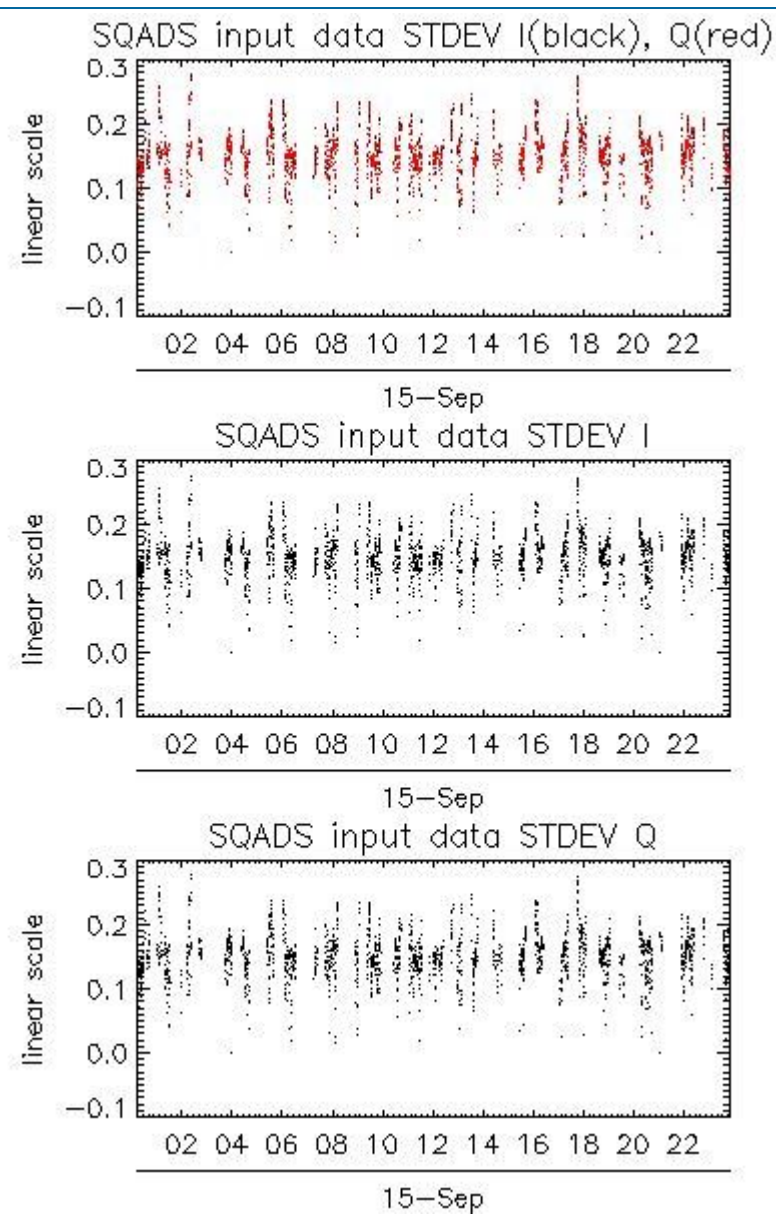 SQADS input data STDEV I(black), Q(red)
0.3
0.2
0.1
0.0
−0.1
linear scale
02 04 06 08 10 12 14 16 18 20 22
15−Sep
SQADS input data STDEV I
0.3
0.2
0.1
0.0
−0.1
linear scale
02 04 06 08 10 12 14 16 18 20 22
15−Sep
SQADS input data STDEV Q
0.3
0.2
0.1
0.0
−0.1
linear scale
02 04 06 08 10 12 14 16 18 20 22
15−Sep